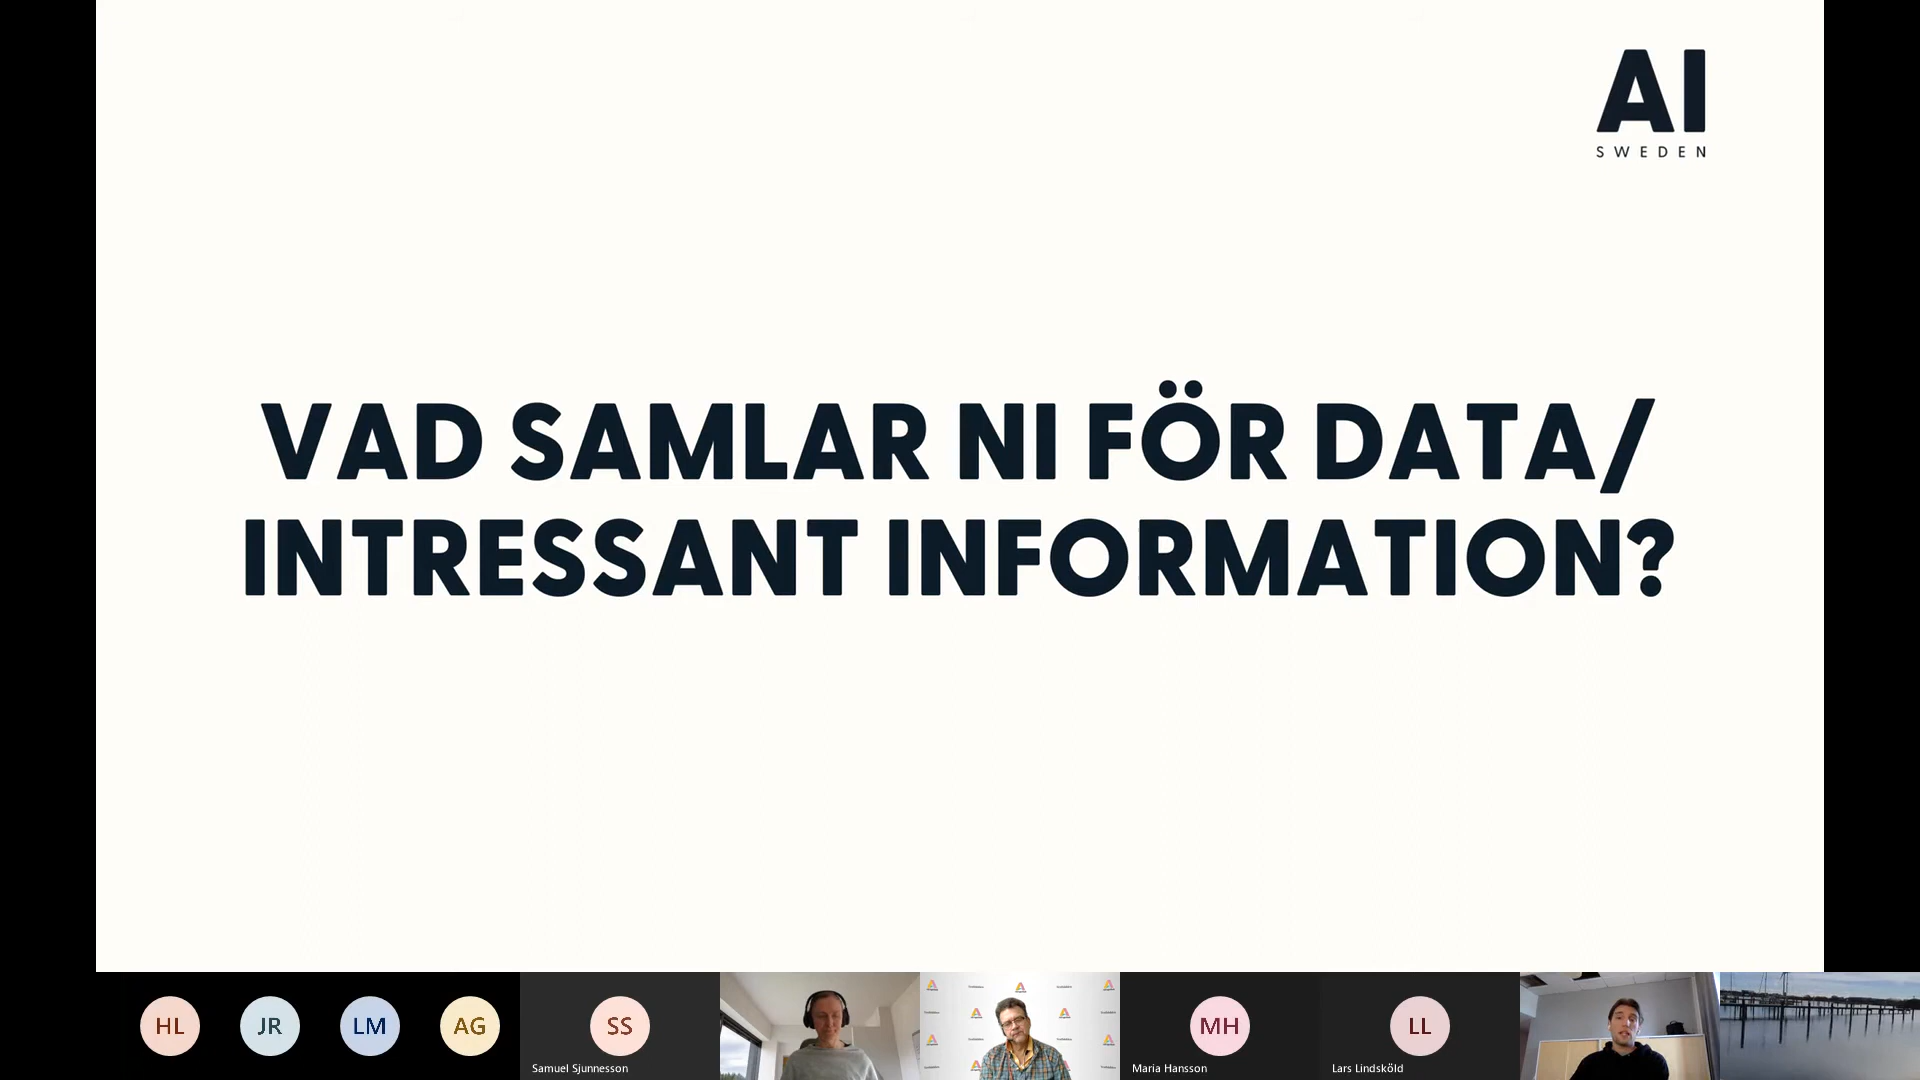 AI
SWEDEN
VAD SAMLAR NI FÖR DATA/
INTRESSANT INFORMATION?
HL
JR
LM
AG
SS
Samuel Sjunnesson
MH
Maria Hansson
LL
Lars Lindsköld